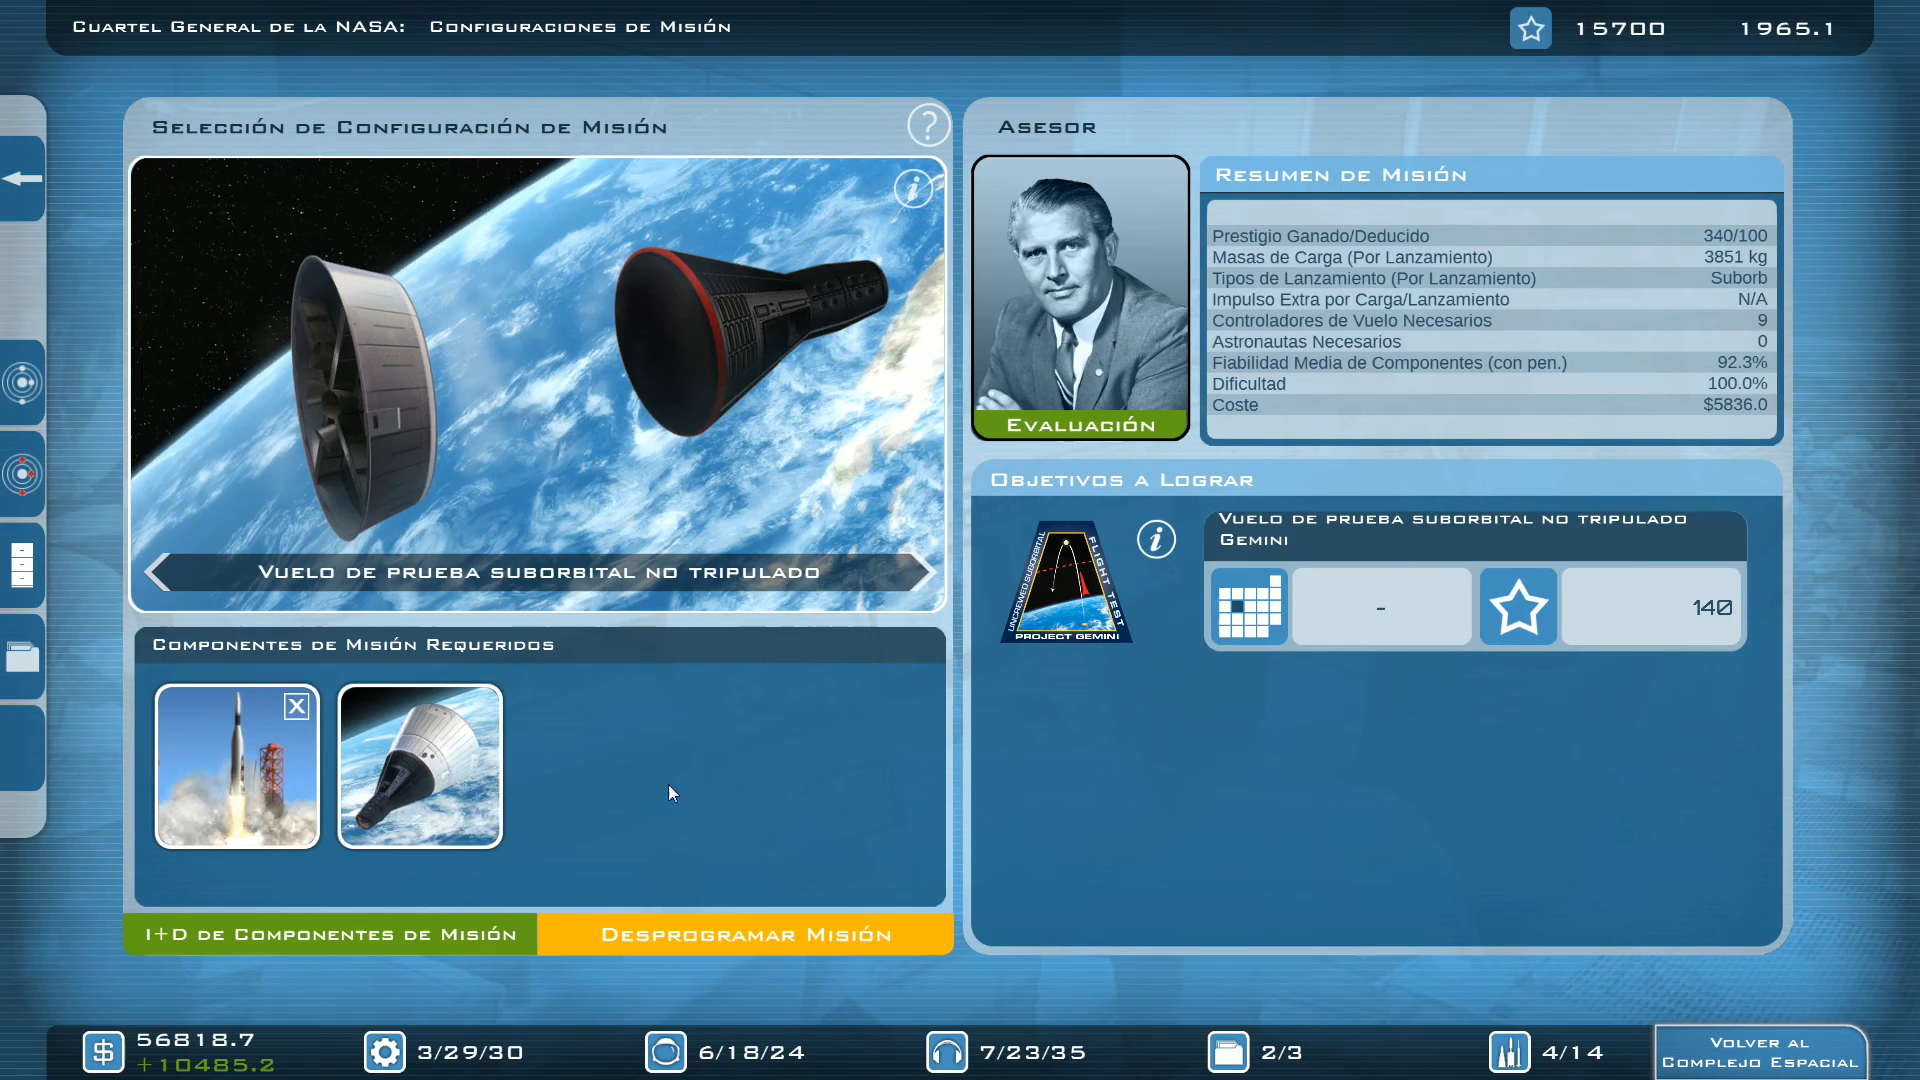 Cuartel General de la NASA: Configuraciones de Misión
15700
1965.1
Selección de Configuración de Misión
?
i
Vuelo de prueba suborbital no tripulado
Componentes de Misión Requeridos
X
I+D de Componentes de Misión
Desprogramar Misión
Asesor
Evaluación
Resumen de Misión
Prestigio Ganado/Deducido 340/100
Masas de Carga (Por Lanzamiento) 3851 kg
Tipos de Lanzamiento (Por Lanzamiento) Suborb
Impulso Extra por Carga/Lanzamiento N/A
Controladores de Vuelo Necesarios 9
Astronautas Necesarios 0
Fiabilidad Media de Componentes (con pen.) 92.3%
Dificultad 100.0%
Coste $5836.0
Objetivos a Lograr
UNCREWED SUBORBITAL FLIGHT TEST
PROJECT GEMINI
i
Vuelo de prueba suborbital no tripulado
Gemini
-
140
$
56818.7
+10485.2
3/29/30
6/18/24
7/23/35
2/3
4/14
Volver al
Complejo Espacial